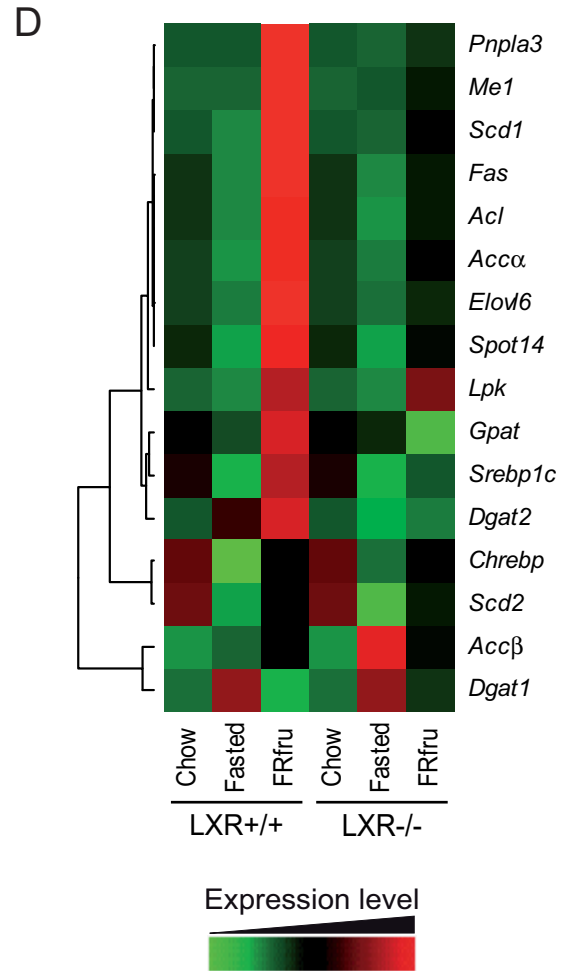 D
Pnpla3
Me1
Scd1
Fas
Acl
Accα
Elovl6
Spot14
Lpk
Gpat
Srebp1c
Dgat2
Chrebp
Scd2
Accβ
Dgat1
Chow Fasted FRfru Chow Fasted FRfru
LXR+/+ LXR-/-
Expression level